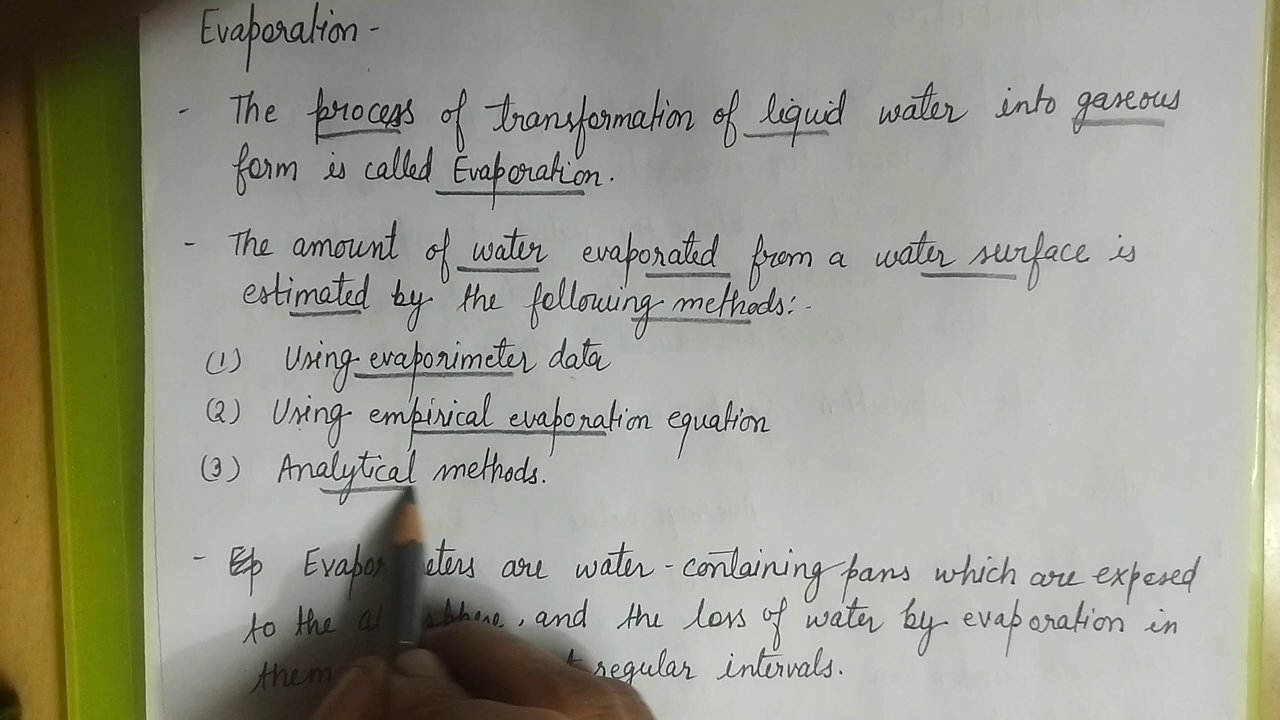 Evaporation -
- The process of transformation of liquid water into gaseous
form is called Evaporation.
- The amount of water evaporated from a water surface is
estimated by the following methods:-
(1) Using evaporimeter data
(2) Using empirical evaporation equation
(3) Analytical methods.
- Ep are water-containing pans which are exposed
to the , and the loss of water by evaporation in
them regular intervals.